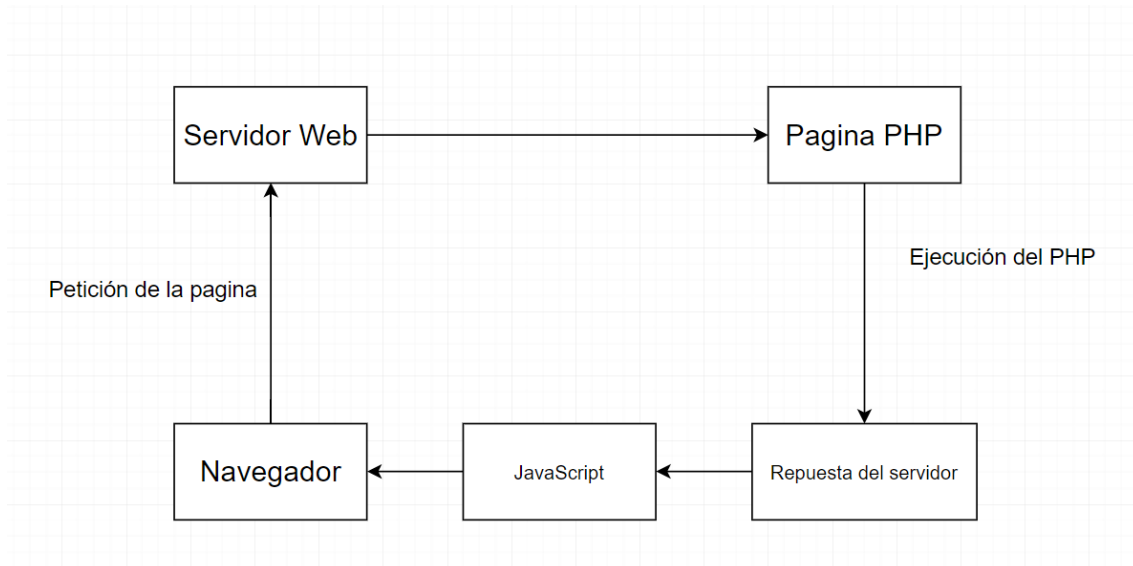 Servidor Web
Pagina PHP
Ejecución del PHP
Petición de la pagina
Navegador
JavaScript
Repuesta del servidor